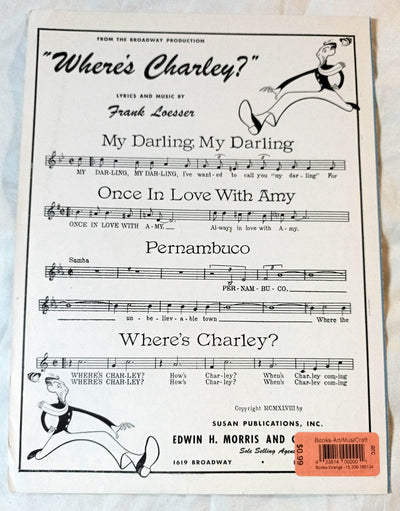 FROM THE BROADWAY PRODUCTION
"Where's Charley?"
LYRICS AND MUSIC BY
Frank Loesser
My Darling, My Darling
MY DAR-LING, MY DAR-LING, I've want-ed to call you "my dar-ling" For
Once In Love With Amy
ONCE IN LOVE WITH A-MY. Al-ways in love with A-my.
Pernambuco
Samba
PER-NAM-BU-CO.
un-be-liev-a-ble town Where the
Where's Charley?
WHERE'S CHAR-LEY? How's Char-ley? When's Char-ley com-ing
WHERE'S CHAR-LEY? How's Char-ley? When's Char-ley com-ing
Copyright MCMXLVIII by
SUSAN PUBLICATIONS, INC.
EDWIN H. MORRIS AND
Sole Selling Agent
1619 BROADWAY
Books-Art/Mus/Craft
$0.99